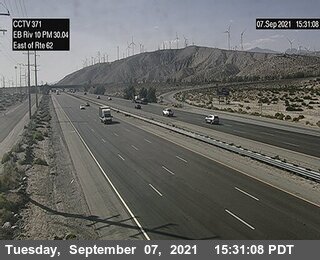 CCTV 371
EB Riv 10 PM 30.04
East of Rte 62
07.Sep.2021 15:31:08
Tuesday, September 07, 2021 15:31:08 PDT